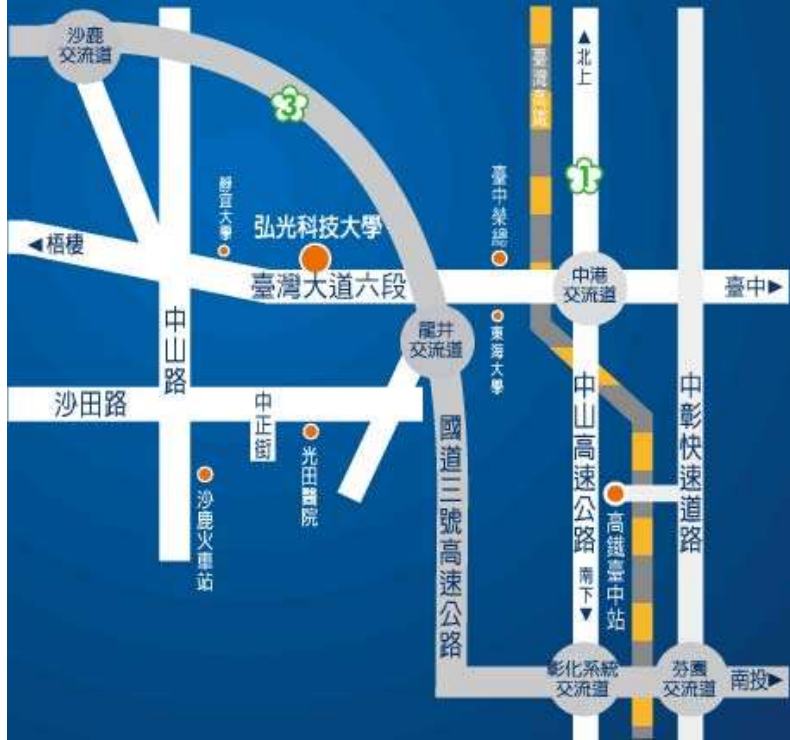 沙鹿
交流道
3
臺灣高鐵
▲北上
1
靜宜大學
弘光科技大學
臺中榮總
◀梧棲
臺灣大道六段
中港
交流道
臺中▶
龍井
交流道
東海大學
中山路
沙田路
中正街
光田醫院
沙鹿火車站
國道三號高速公路
中山高速公路
南下▼
高鐵臺中站
中彰快速道路
彰化系統
交流道
芬園
交流道
南投▶